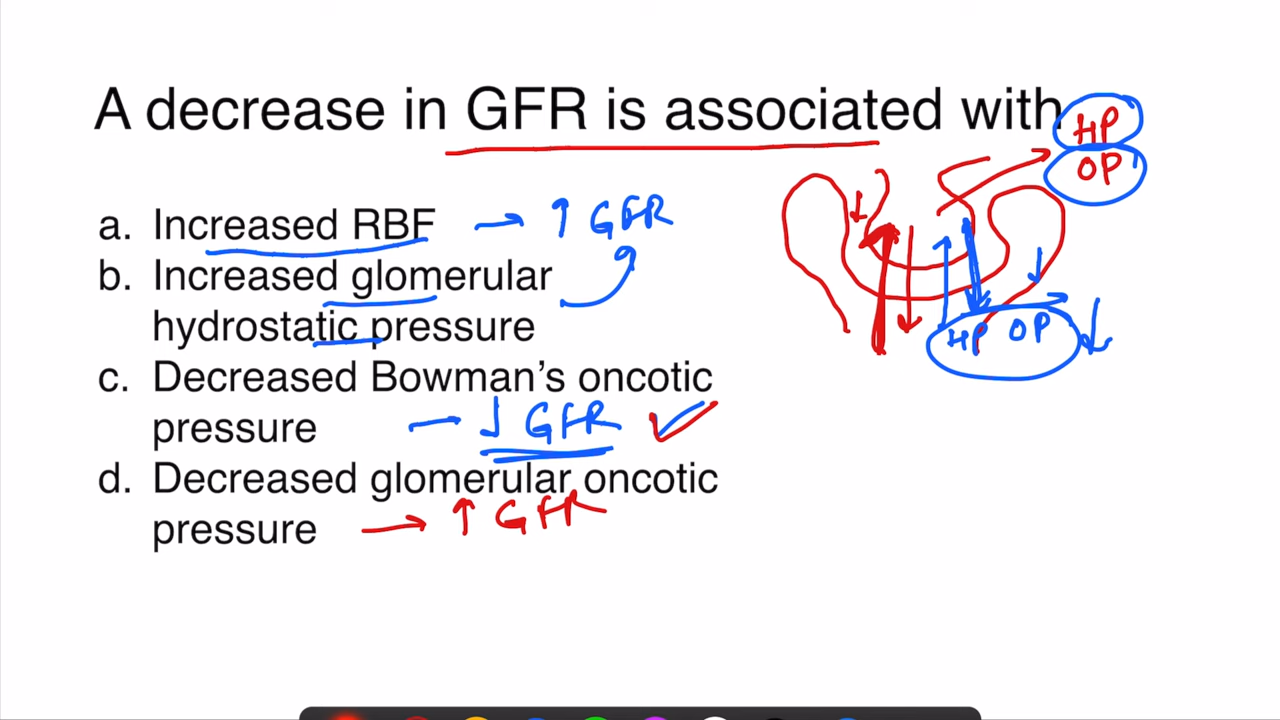 A decrease in GFR is associated with
HP
OP
a. Increased RBF → ↑ GFR
b. Increased glomerular
hydrostatic pressure
HP OP ↓
c. Decreased Bowman’s oncotic
pressure – ↓ GFR ✓
d. Decreased glomerular oncotic
pressure → ↑ GFR